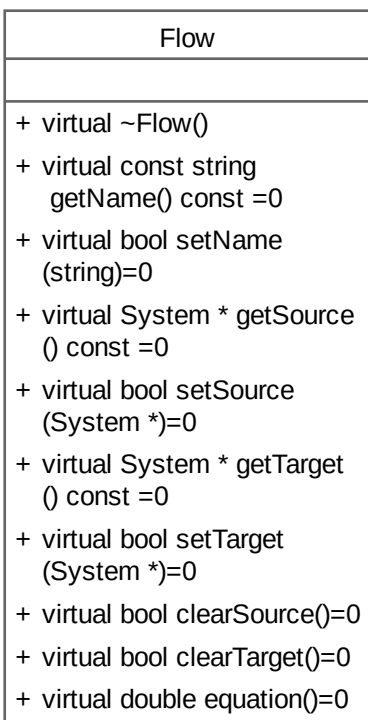 Flow
+ virtual ~Flow()
+ virtual const string
getName() const =0
+ virtual bool setName
(string)=0
+ virtual System * getSource
() const =0
+ virtual bool setSource
(System *)=0
+ virtual System * getTarget
() const =0
+ virtual bool setTarget
(System *)=0
+ virtual bool clearSource()=0
+ virtual bool clearTarget()=0
+ virtual double equation()=0